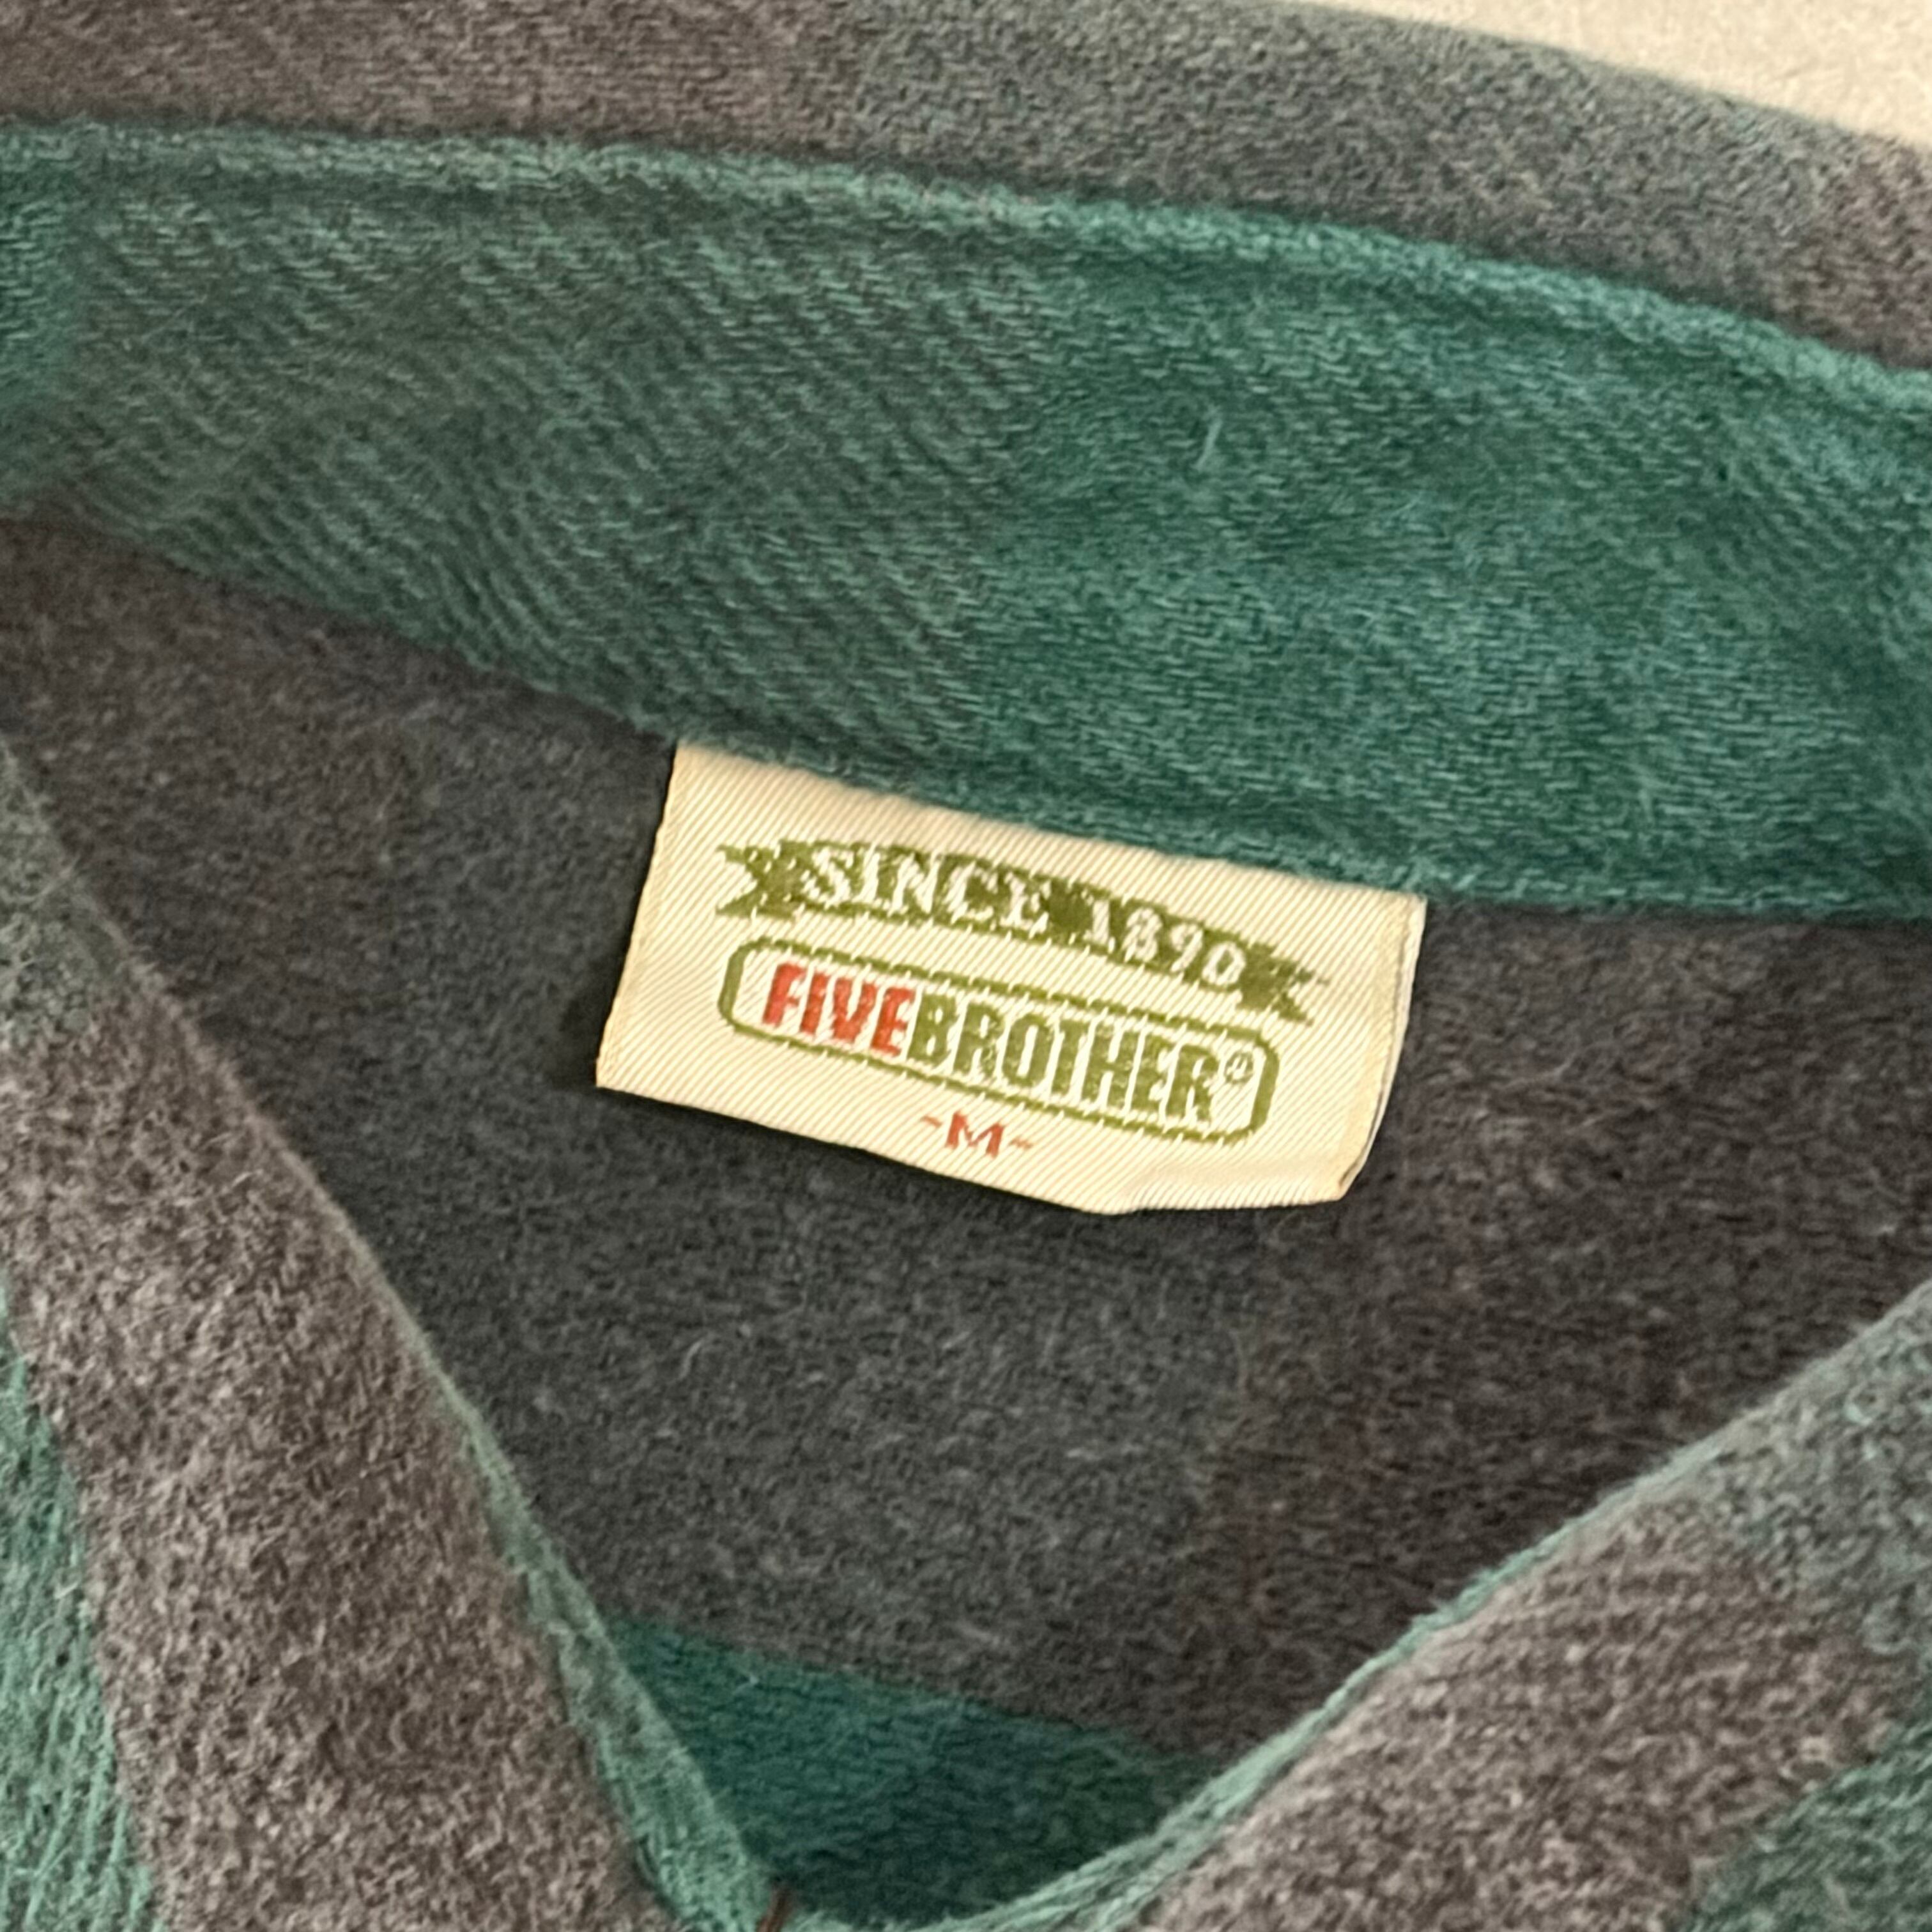 SINCE 1890
FIVEBROTHER®
-M-